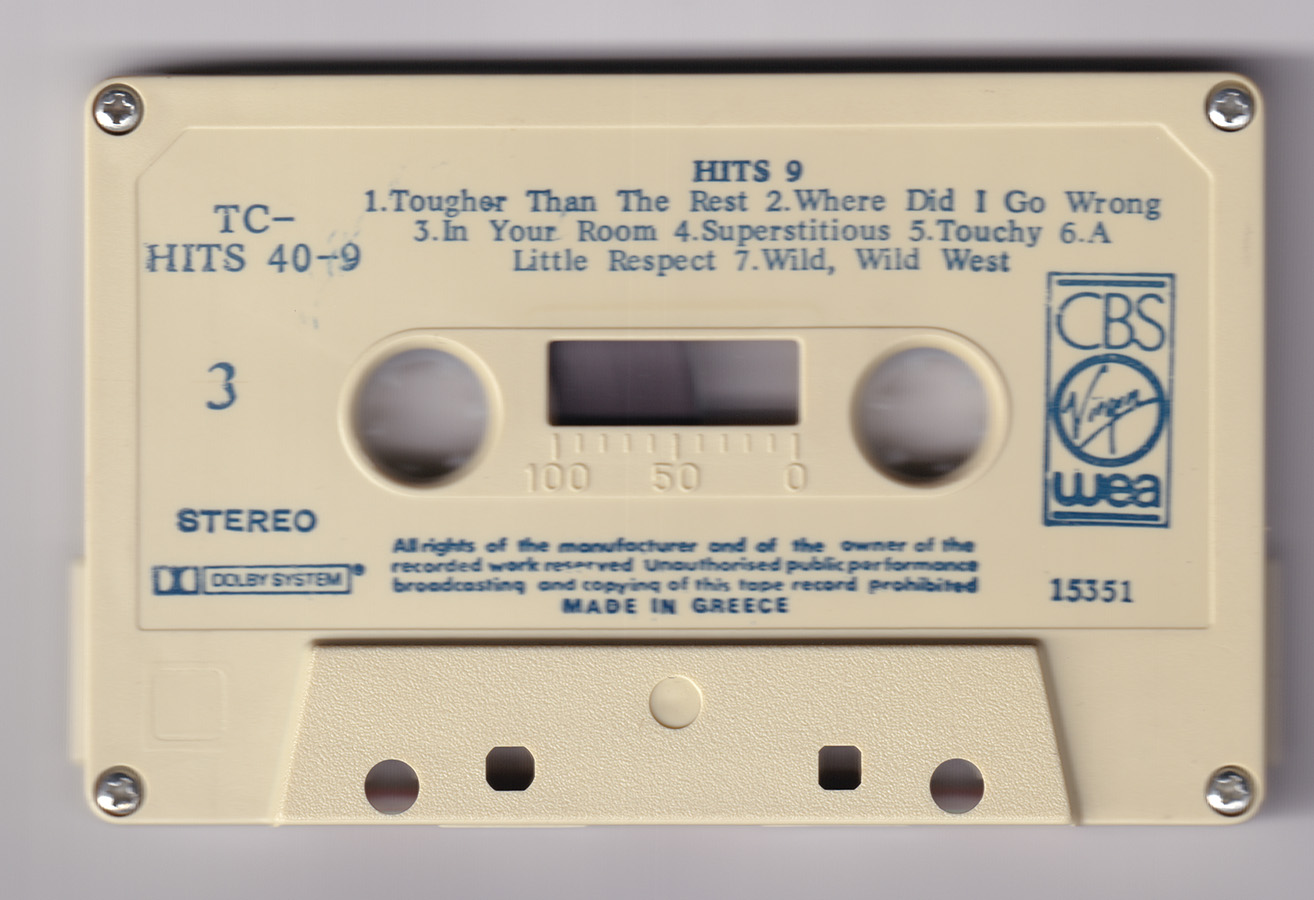 HITS 9
TC-
HITS 40-9
1.Tougher Than The Rest 2.Where Did I Go Wrong
3.In Your Room 4.Superstitious 5.Touchy 6.A
Little Respect 7.Wild, Wild West
CBS
Virgin
wea
3
100 50 0
STEREO
DOLBY SYSTEM
All rights of the manufacturer and of the owner of the
recorded work reserved Unauthorised public performance
broadcasting and copying of this tape record prohibited
MADE IN GREECE
15351